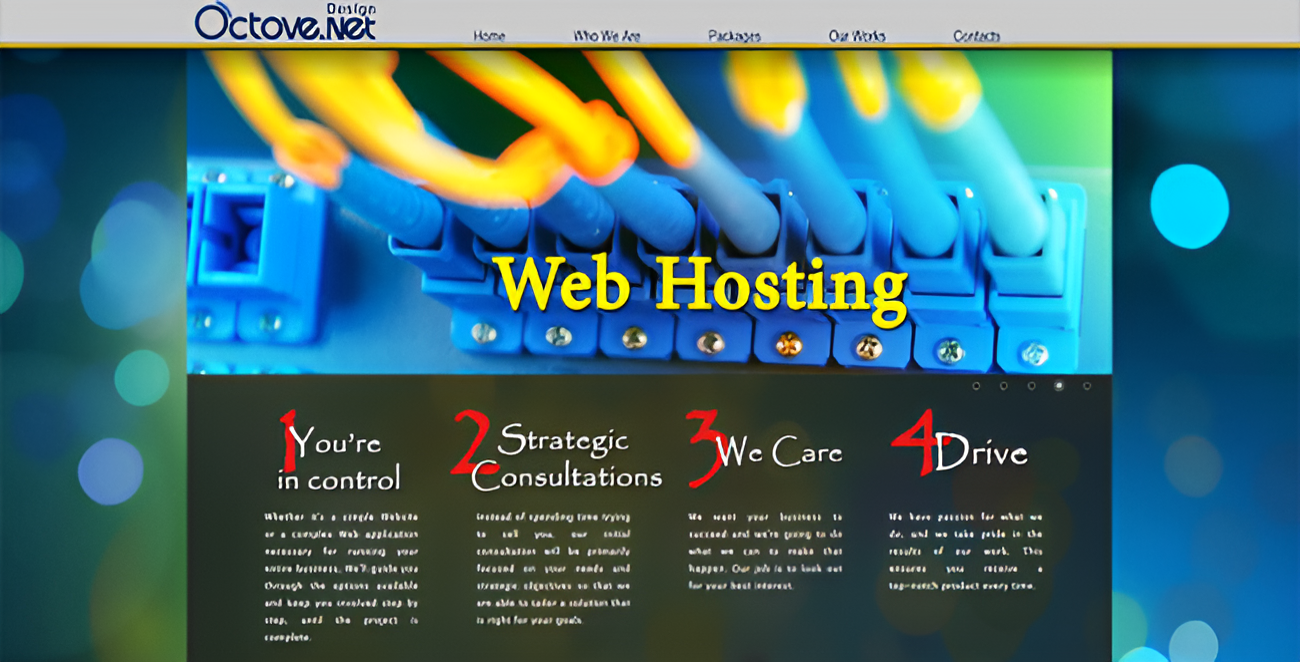 Design
Octove.Net
Home Who We Are Packages Our Works Contacts
Web Hosting
1 You're
in control
2 Strategic
Consultations
3 We Care
4 Drive
Whether it's a simple Website
or a complex Web application
necessary for running your
entire business. We'll guide you
through the options available
and keep you involved step by
step, until the project is
complete.
Instead of spending time trying
to sell you, our initial
consultation will be primarily
focused on your needs and
strategic objectives so that we
are able to tailor a solution that
is right for your goals.
We want your business to
succeed and we're going to do
what we can to make that
happen. Our job is to look out
for your best interest.
We have passion for what we
do, and we take pride in the
results of our work. This
ensures you receive a
top-notch product every time.